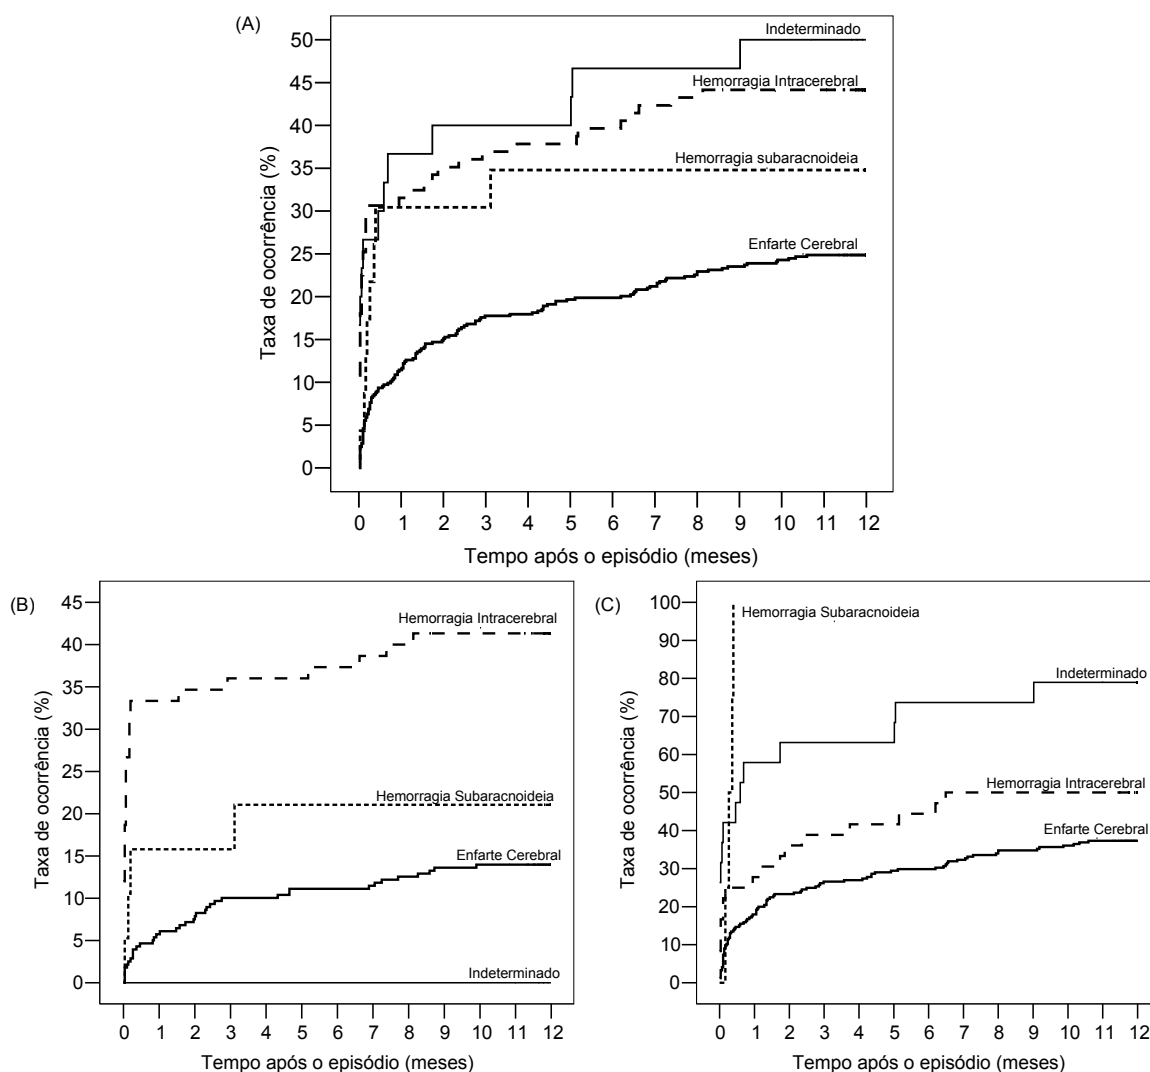 (A)
Taxa de ocorrência (%)
50
45
40
35
30
25
20
15
10
5
0
Indeterminado
Hemorragia Intracerebral
Hemorragia subaracnoideia
Enfarte Cerebral
0 1 2 3 4 5 6 7 8 9 10 11 12
Tempo após o episódio (meses)
(B)
Taxa de ocorrência (%)
45
40
35
30
25
20
15
10
5
0
Hemorragia Intracerebral
Hemorragia Subaracnoideia
Enfarte Cerebral
Indeterminado
0 1 2 3 4 5 6 7 8 9 10 11 12
Tempo após o episódio (meses)
(C)
Taxa de ocorrência (%)
100
90
80
70
60
50
40
30
20
10
0
Hemorragia Subaracnoideia
Indeterminado
Hemorragia Intracerebral
Enfarte Cerebral
0 1 2 3 4 5 6 7 8 9 10 11 12
Tempo após o episódio (meses)